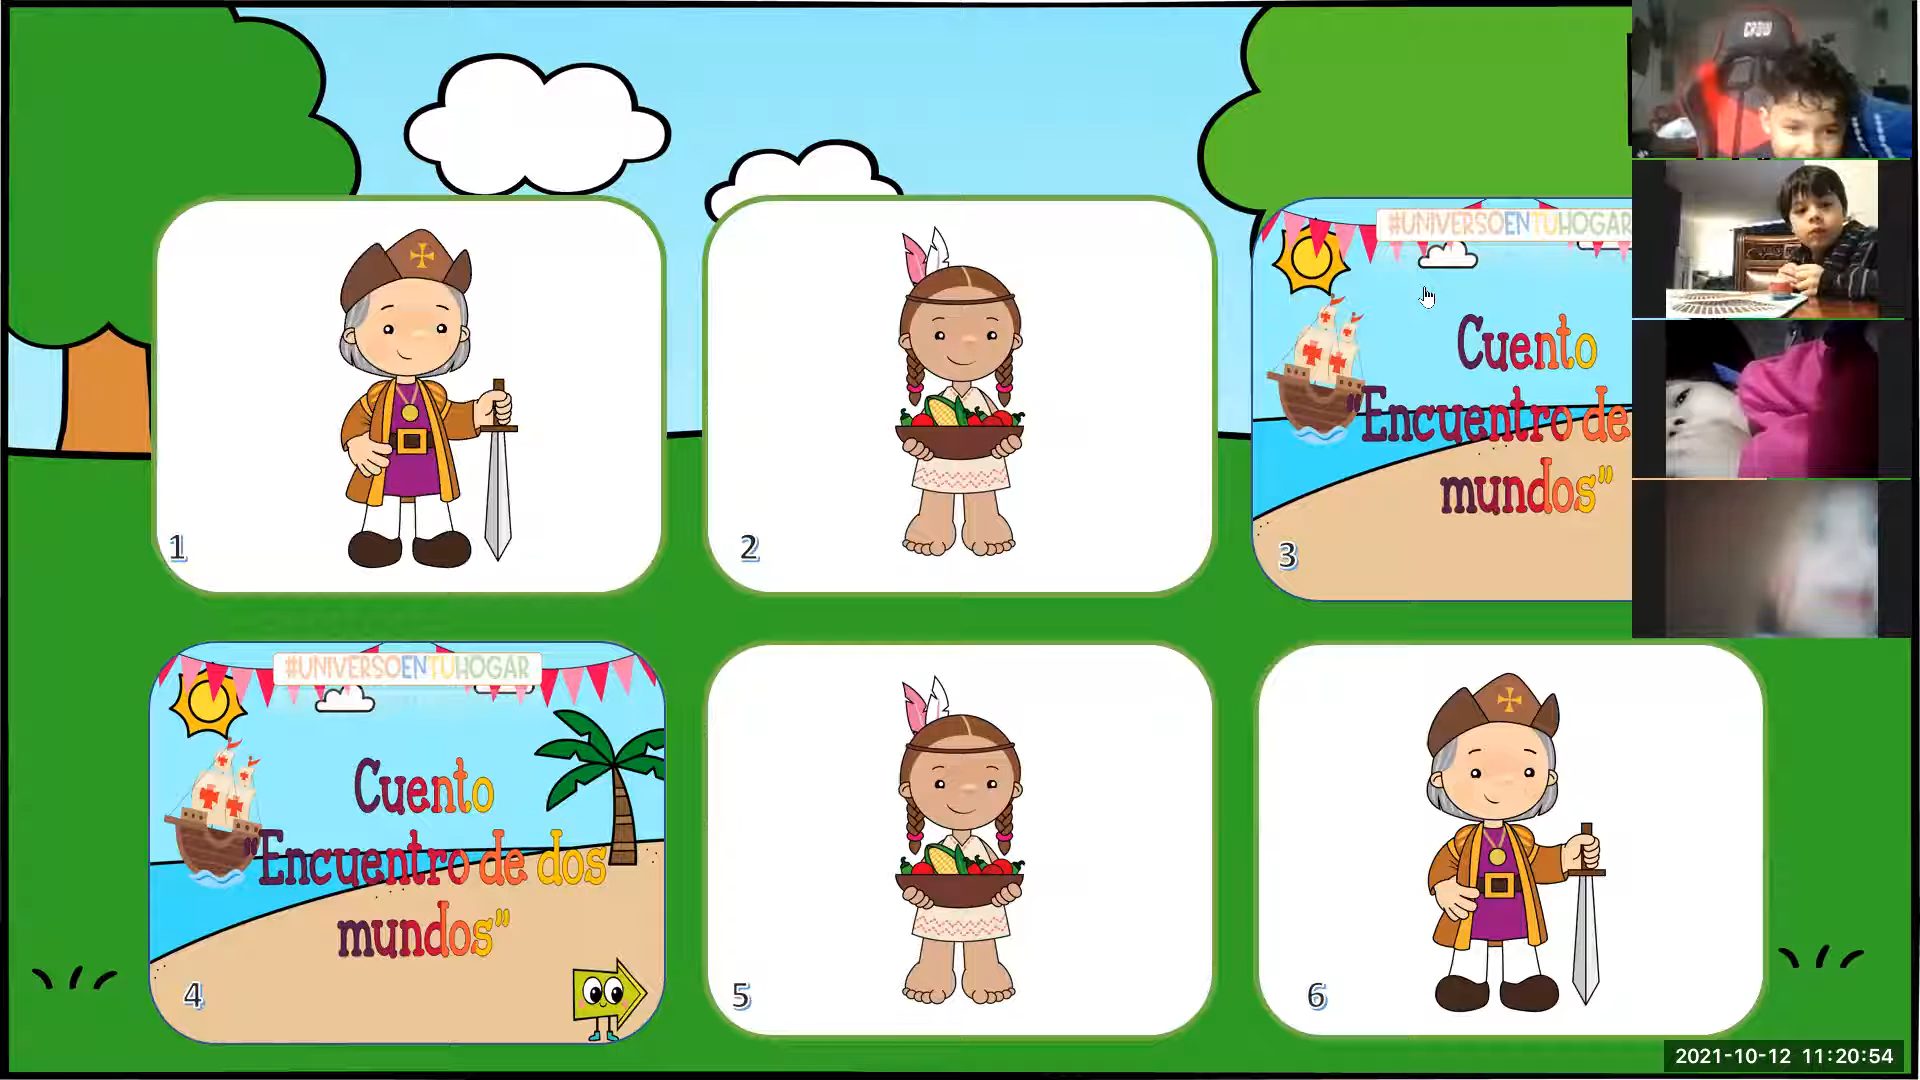 CROW
#UNIVERSOENTUHOGAR
Cuento
"Encuentro de
mundos"
1
2
3
#UNIVERSOENTUHOGAR
Cuento
"Encuentro de dos
mundos"
4
5
6
2021-10-12 11:20:54